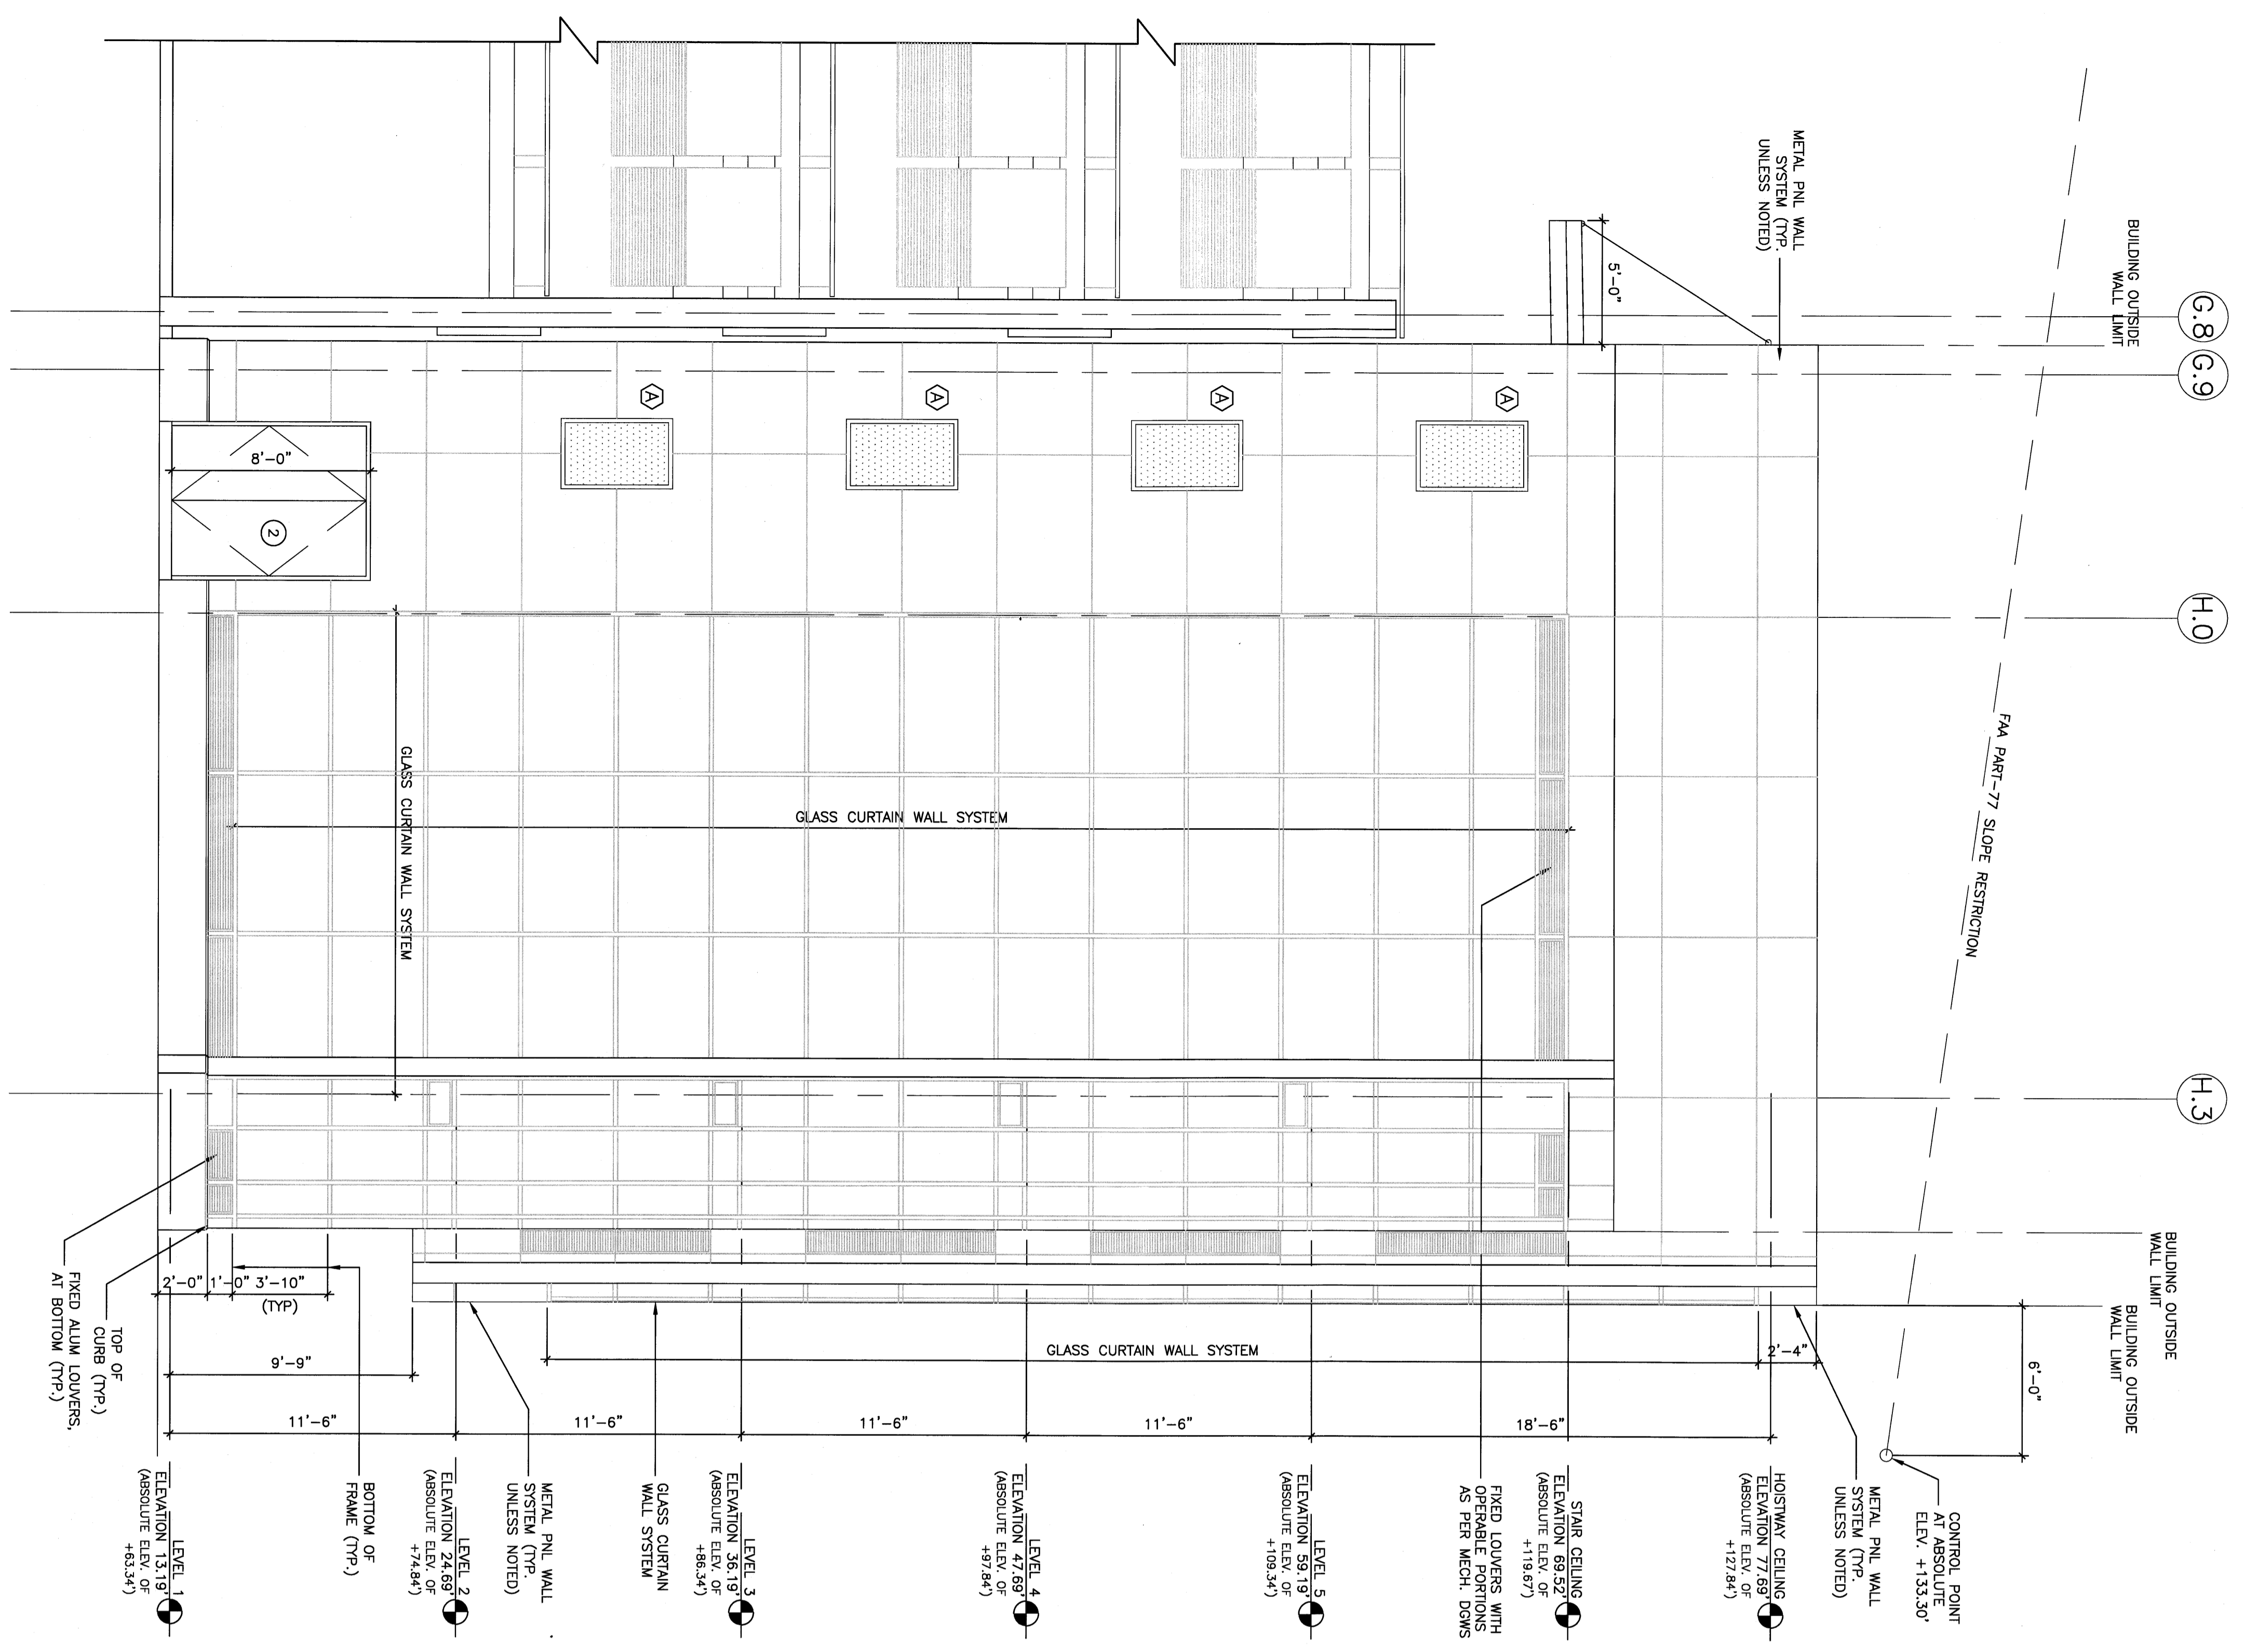 G.8
G.9
H.0
H.3
BUILDING OUTSIDE
WALL LIMIT
METAL PNL WALL
SYSTEM (TYP.
UNLESS NOTED)
5'-0"
FAA PART-77 SLOPE RESTRICTION
A
A
A
A
8'-0"
2
GLASS CURTAIN WALL SYSTEM
GLASS CURTAIN WALL SYSTEM
BUILDING OUTSIDE
WALL LIMIT
BUILDING OUTSIDE
WALL LIMIT
6'-0"
CONTROL POINT
AT ABSOLUTE
ELEV. +133.30'
METAL PNL WALL
SYSTEM (TYP.
UNLESS NOTED)
2'-4"
GLASS CURTAIN WALL SYSTEM
HOISTWAY CEILING
ELEVATION 77.69'
(ABSOLUTE ELEV. OF
+127.84')
18'-6"
STAIR CEILING
ELEVATION 69.52'
(ABSOLUTE ELEV. OF
+119.67')
FIXED LOUVERS WITH
OPERABLE PORTIONS
AS PER MECH. DGWS
LEVEL 5
ELEVATION 59.19'
(ABSOLUTE ELEV. OF
+109.34')
11'-6"
LEVEL 4
ELEVATION 47.69'
(ABSOLUTE ELEV. OF
+97.84')
11'-6"
LEVEL 3
ELEVATION 36.19'
(ABSOLUTE ELEV. OF
+86.34')
GLASS CURTAIN
WALL SYSTEM
11'-6"
METAL PNL WALL
SYSTEM (TYP.
UNLESS NOTED)
LEVEL 2
ELEVATION 24.69'
(ABSOLUTE ELEV. OF
+74.84')
11'-6"
BOTTOM OF
FRAME (TYP.)
LEVEL 1
ELEVATION 13.19'
(ABSOLUTE ELEV. OF
+63.34')
9'-9"
2'-0"
1'-0"
3'-10"
(TYP)
TOP OF
CURB (TYP.)
FIXED ALUM LOUVERS,
AT BOTTOM (TYP.)